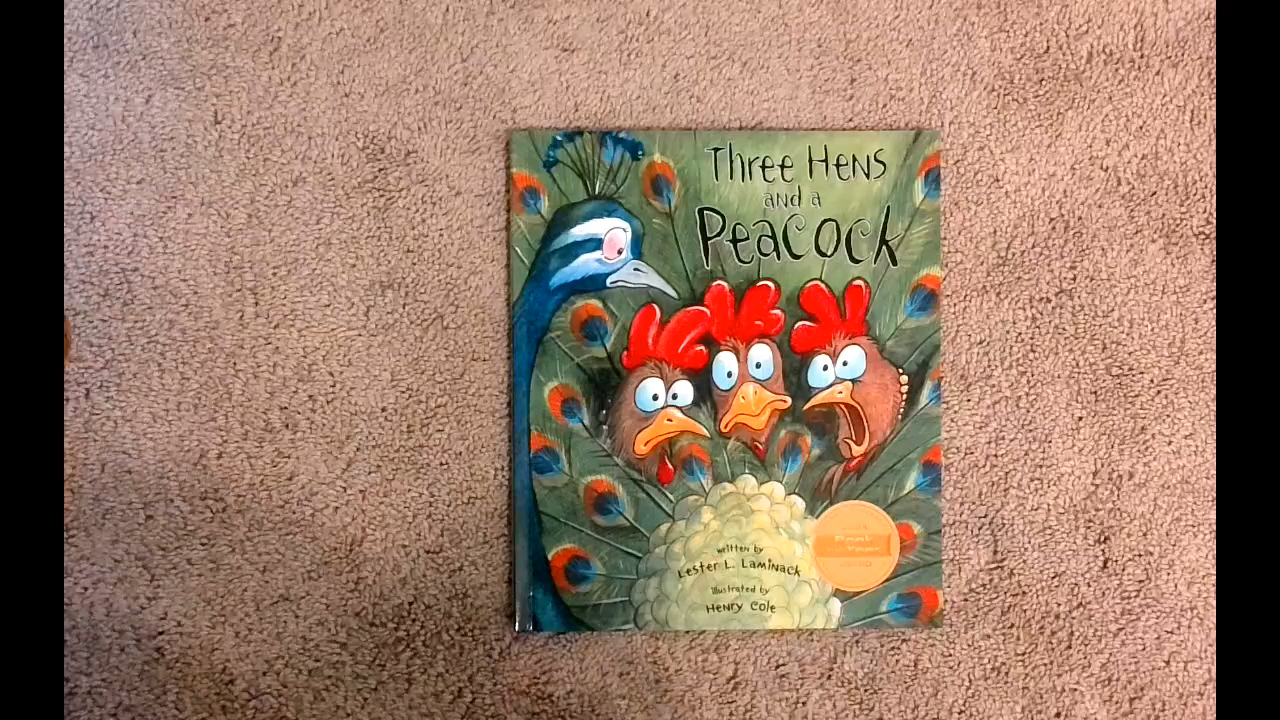 Three Hens
and a
Peacock
written by
Lester L. Laminack
illustrated by
Henry Cole